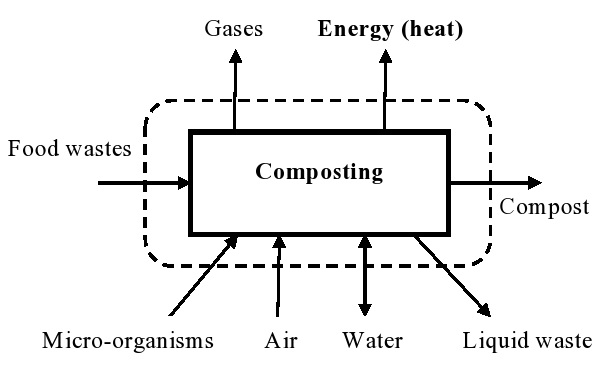 Gases
Energy (heat)
Food wastes
Composting
Compost
Micro-organisms
Air
Water
Liquid waste